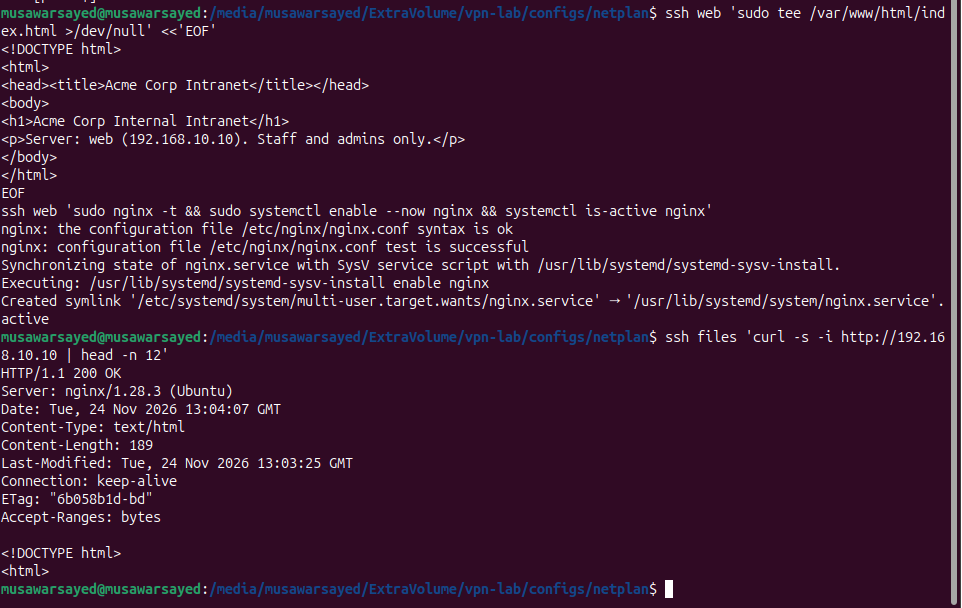 musawarsayed@musawarsayed:/media/musawarsayed/ExtraVolume/vpn-lab/configs/netplan$ ssh web 'sudo tee /var/www/html/ind
ex.html >/dev/null' <<'EOF'
<!DOCTYPE html>
<html>
<head><title>Acme Corp Intranet</title></head>
<body>
<h1>Acme Corp Internal Intranet</h1>
<p>Server: web (192.168.10.10). Staff and admins only.</p>
</body>
</html>
EOF
ssh web 'sudo nginx -t && sudo systemctl enable --now nginx && systemctl is-active nginx'
nginx: the configuration file /etc/nginx/nginx.conf syntax is ok
nginx: configuration file /etc/nginx/nginx.conf test is successful
Synchronizing state of nginx.service with SysV service script with /usr/lib/systemd/systemd-sysv-install.
Executing: /usr/lib/systemd/systemd-sysv-install enable nginx
Created symlink '/etc/systemd/system/multi-user.target.wants/nginx.service' → '/usr/lib/systemd/system/nginx.service'.
active
musawarsayed@musawarsayed:/media/musawarsayed/ExtraVolume/vpn-lab/configs/netplan$ ssh files 'curl -s -i http://192.16
8.10.10 | head -n 12'
HTTP/1.1 200 OK
Server: nginx/1.28.3 (Ubuntu)
Date: Tue, 24 Nov 2026 13:04:07 GMT
Content-Type: text/html
Content-Length: 189
Last-Modified: Tue, 24 Nov 2026 13:03:25 GMT
Connection: keep-alive
ETag: "6b058b1d-bd"
Accept-Ranges: bytes

<!DOCTYPE html>
<html>
musawarsayed@musawarsayed:/media/musawarsayed/ExtraVolume/vpn-lab/configs/netplan$